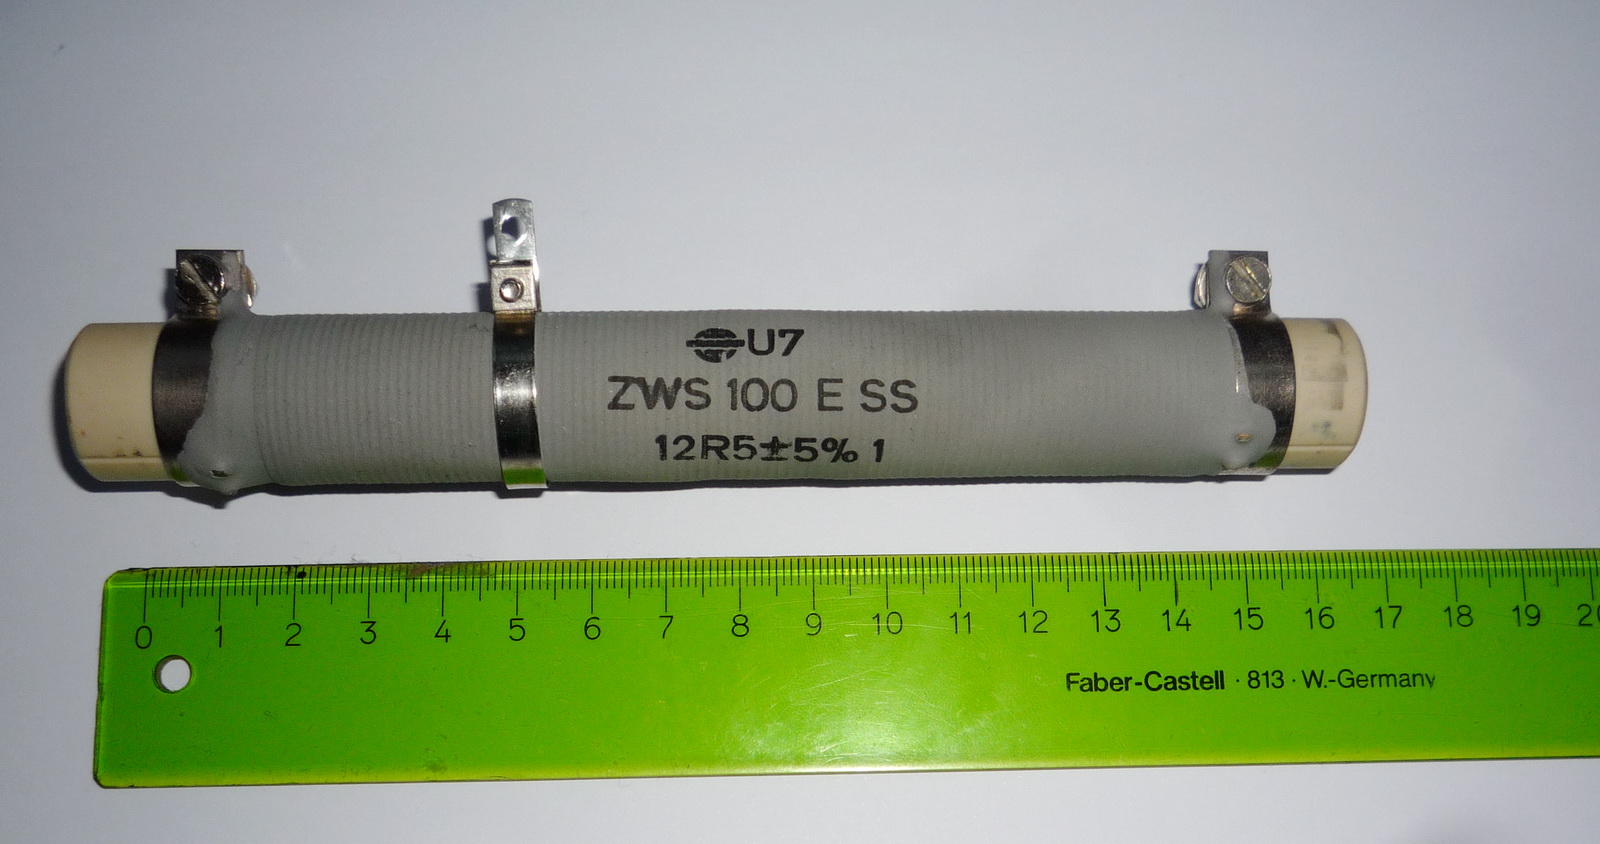 U7
ZWS 100 E SS
12R5±5% 1
0 1 2 3 4 5 6 7 8 9 10 11 12 13 14 15 16 17 18 19 20
Faber-Castell · 813 · W.-Germany